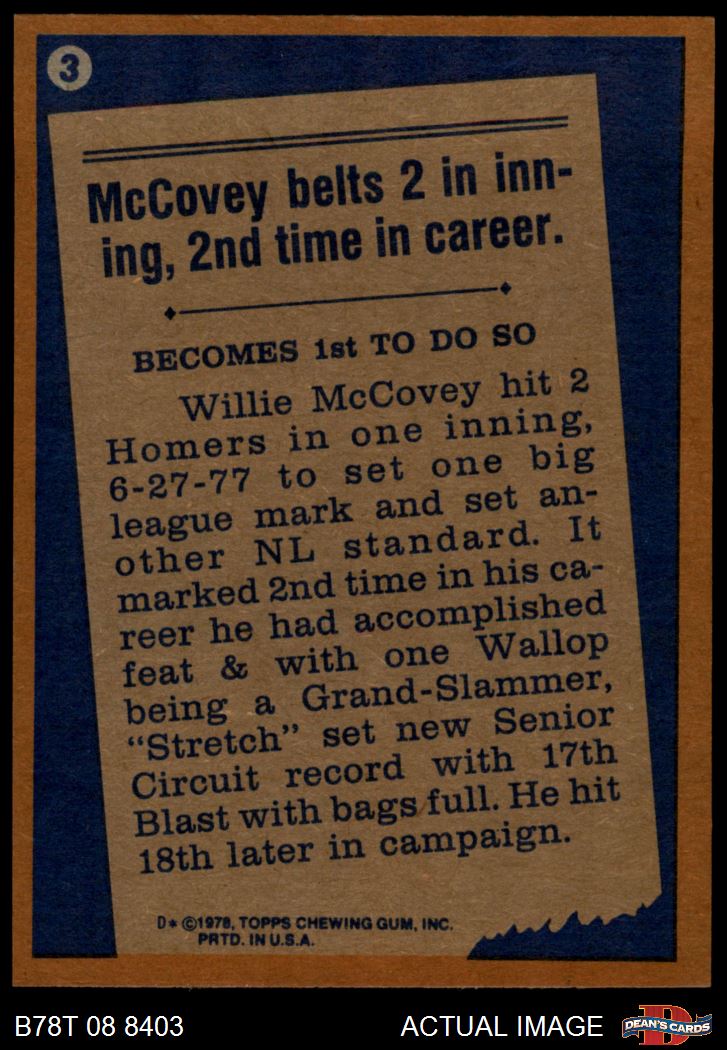 3
McCovey belts 2 in inn-
ing, 2nd time in career.
BECOMES 1st TO DO SO
Willie McCovey hit 2
Homers in one inning,
6-27-77 to set one big
league mark and set an-
other NL standard. It
marked 2nd time in his ca-
reer he had accomplished
feat & with one Wallop
being a Grand-Slammer,
“Stretch” set new Senior
Circuit record with 17th
Blast with bags full. He hit
18th later in campaign.
D* ©1978, TOPPS CHEWING GUM, INC.
PRTD. IN U.S.A.
B78T 08 8403
ACTUAL IMAGE
D
DEAN'S CARDS